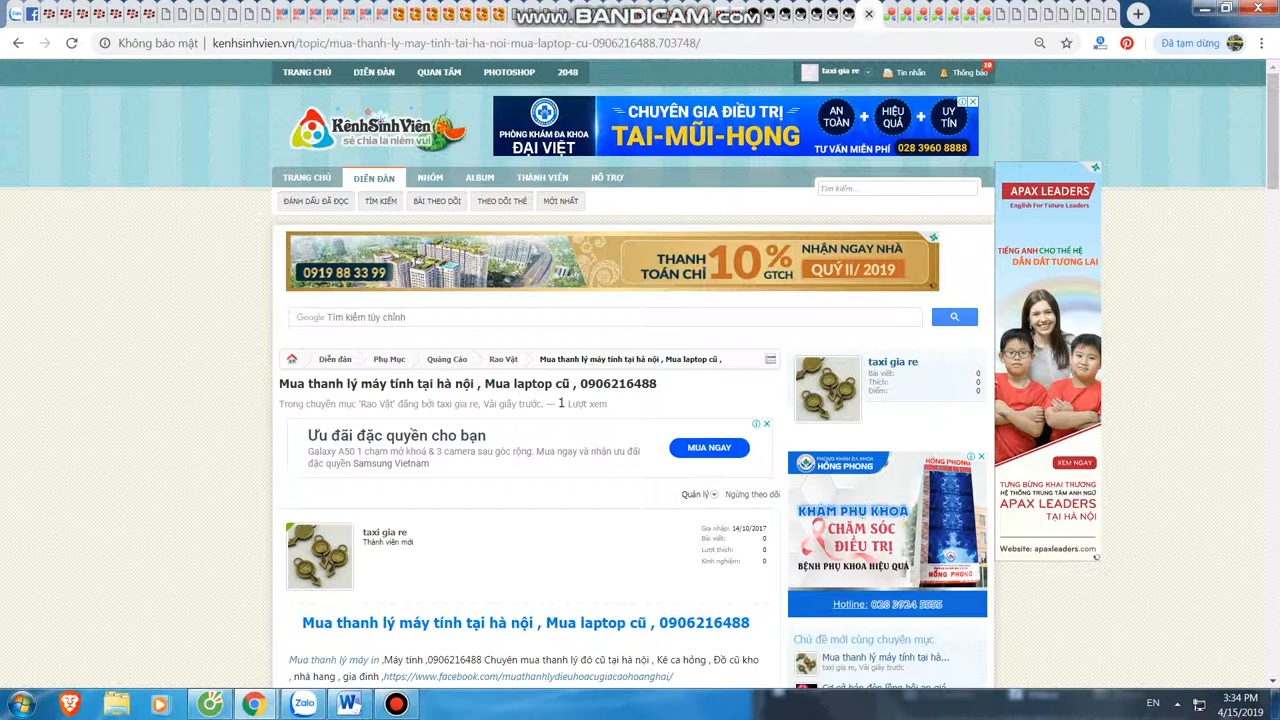 www.BANDICAM.com
Không bảo mật | kenhsinhvien.vn/topic/mua-thanh-ly-may-tinh-tai-ha-noi-mua-laptop-cu-0906216488.703748/
Đã tạm dừng
TRANG CHỦ DIỄN ĐÀN QUAN TÂM PHOTOSHOP 2048
taxi gia re Tin nhắn Thông báo 10
KênhSinhViên
sẻ chia là niềm vui
PHÒNG KHÁM ĐA KHOA
ĐẠI VIỆT
CHUYÊN GIA ĐIỀU TRỊ
TAI-MŨI-HỌNG
AN TOÀN + HIỆU QUẢ + UY TÍN
TƯ VẤN MIỄN PHÍ 028 3960 8888
TRANG CHỦ DIỄN ĐÀN NHÓM ALBUM THÀNH VIÊN HỖ TRỢ
Tìm kiếm...
ĐÁNH DẤU ĐÃ ĐỌC TÌM KIẾM BÀI THEO DÕI THEO DÕI THẺ MỚI NHẤT
0919 88 33 99
THANH TOÁN CHỈ 10% GTCH
NHẬN NGAY NHÀ
QUÝ II/ 2019
Google Tìm kiếm tùy chỉnh
Diễn đàn Phụ Mục Quảng Cáo Rao Vặt Mua thanh lý máy tính tại hà nội , Mua laptop cũ ,
Mua thanh lý máy tính tại hà nội , Mua laptop cũ , 0906216488
Trong chuyên mục 'Rao Vặt' đăng bởi taxi gia re, Vài giây trước. — 1 Lượt xem
Ưu đãi đặc quyền cho bạn
Galaxy A50 1 chạm mở khoá & 3 camera sau góc rộng. Mua ngay và nhận ưu
đãi đặc quyền Samsung Vietnam
MUA NGAY
Quản lý Ngừng theo dõi
taxi gia re
Thành viên mới
Gia nhập: 14/10/2017
Bài viết: 0
Lượt thích: 0
Kinh nghiệm: 0
Mua thanh lý máy tính tại hà nội , Mua laptop cũ , 0906216488
Mua thanh lý máy in ,Máy tính ,0906216488 Chuyên mua thanh lý đồ cũ tại hà nội , Kê ca hỏng , Đồ cũ kho
, nhà hang , gia đinh ,https://www.facebook.com/muathanhlydieuhoacugiacaohoanghai/
taxi gia re
Bài viết: 0
Thích: 0
Điểm: 0
PHÒNG KHÁM ĐA KHOA
HỒNG PHONG
HỒNG PHONG
KHÁM PHỤ KHOA
CHĂM SÓC
ĐIỀU TRỊ
BỆNH PHỤ KHOA HIỆU QUẢ
HỒNG PHONG
Hotline: 028 3924 5555
Chủ đề mới cùng chuyên mục
Mua thanh lý máy tính tại hà...
taxi gia re, Vài giây trước
Cơ sở bán đèn lồng hội an giá
APAX LEADERS
English For Future Leaders
TIẾNG ANH CHO THẾ HỆ
DẪN DẮT TƯƠNG LAI
XEM NGAY
TƯNG BỪNG KHAI TRƯƠNG
HỆ THỐNG TRUNG TÂM ANH NGỮ
APAX LEADERS
TẠI HÀ NỘI
Website: apaxleaders.com
Zalo
EN
3:34 PM
4/15/2019